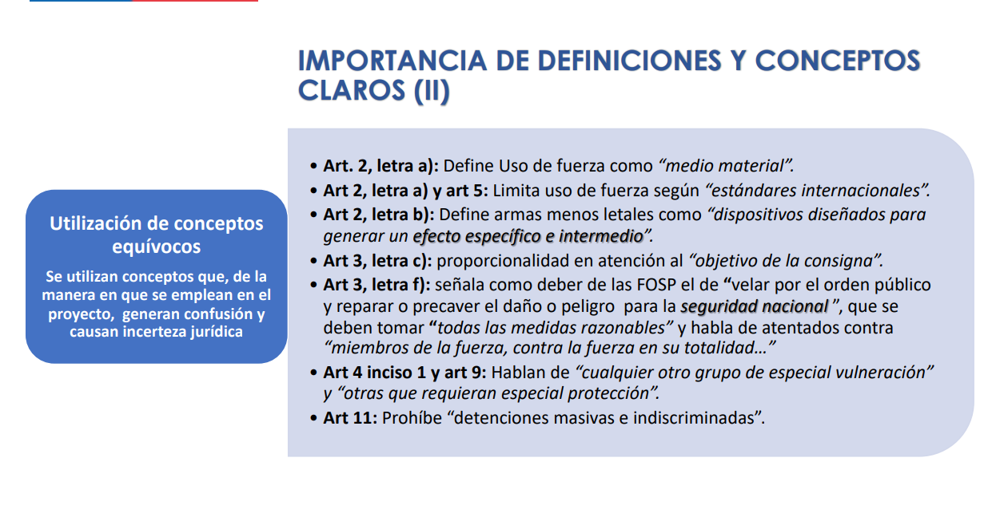 IMPORTANCIA DE DEFINICIONES Y CONCEPTOS
CLAROS (II)
Utilización de conceptos
equívocos
Se utilizan conceptos que, de la
manera en que se emplean en el
proyecto, generan confusión y
causan incerteza jurídica
• Art. 2, letra a): Define Uso de fuerza como “medio material”.
• Art 2, letra a) y art 5: Limita uso de fuerza según “estándares internacionales”.
• Art 2, letra b): Define armas menos letales como “dispositivos diseñados para
generar un efecto específico e intermedio”.
• Art 3, letra c): proporcionalidad en atención al “objetivo de la consigna”.
• Art 3, letra f): señala como deber de las FOSP el de “velar por el orden público
y reparar o precaver el daño o peligro para la seguridad nacional ”, que se
deben tomar “todas las medidas razonables” y habla de atentados contra
“miembros de la fuerza, contra la fuerza en su totalidad…”
• Art 4 inciso 1 y art 9: Hablan de “cualquier otro grupo de especial vulneración”
y “otras que requieran especial protección”.
• Art 11: Prohíbe “detenciones masivas e indiscriminadas”.